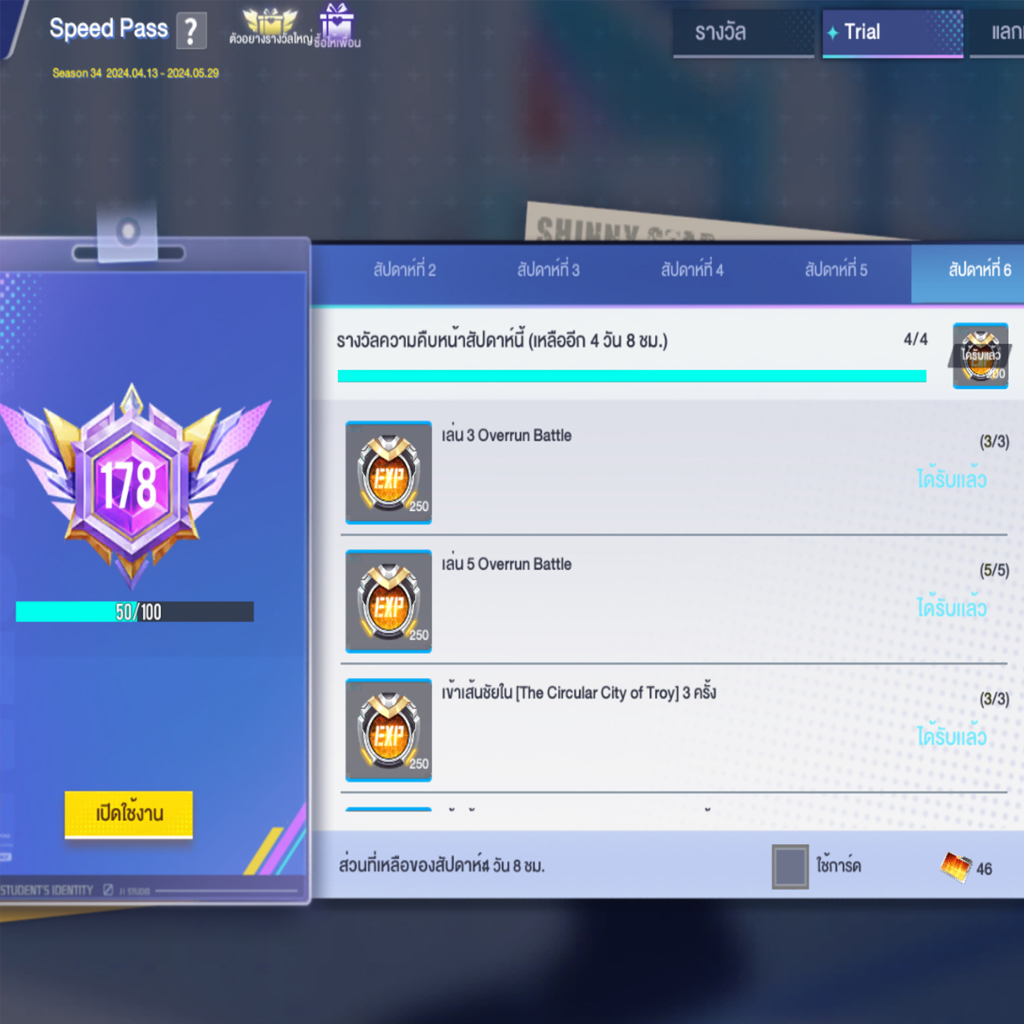 Speed Pass ?
ตัวอย่างรางวัลใหญ่ ซื้อให้เพื่อน
Season 34 2024.04.13 - 2024.05.29
รางวัล
Trial
SHINNY STAR
สัปดาห์ที่ 2
สัปดาห์ที่ 3
สัปดาห์ที่ 4
สัปดาห์ที่ 5
สัปดาห์ที่ 6
รางวัลความคืบหน้าสัปดาห์นี้ (เหลืออีก 4 วัน 8 ชม.)
4/4
ได้รับแล้ว
200
178
50/100
เปิดใช้งาน
STUDENT'S IDENTITY
JI STUDIO
EXP
250
เล่น 3 Overrun Battle
(3/3)
ได้รับแล้ว
EXP
250
เล่น 5 Overrun Battle
(5/5)
ได้รับแล้ว
EXP
250
เข้าเส้นชัยใน [The Circular City of Troy] 3 ครั้ง
(3/3)
ได้รับแล้ว
ส่วนที่เหลือของสัปดาห์4 วัน 8 ชม.
ใช้การ์ด
46